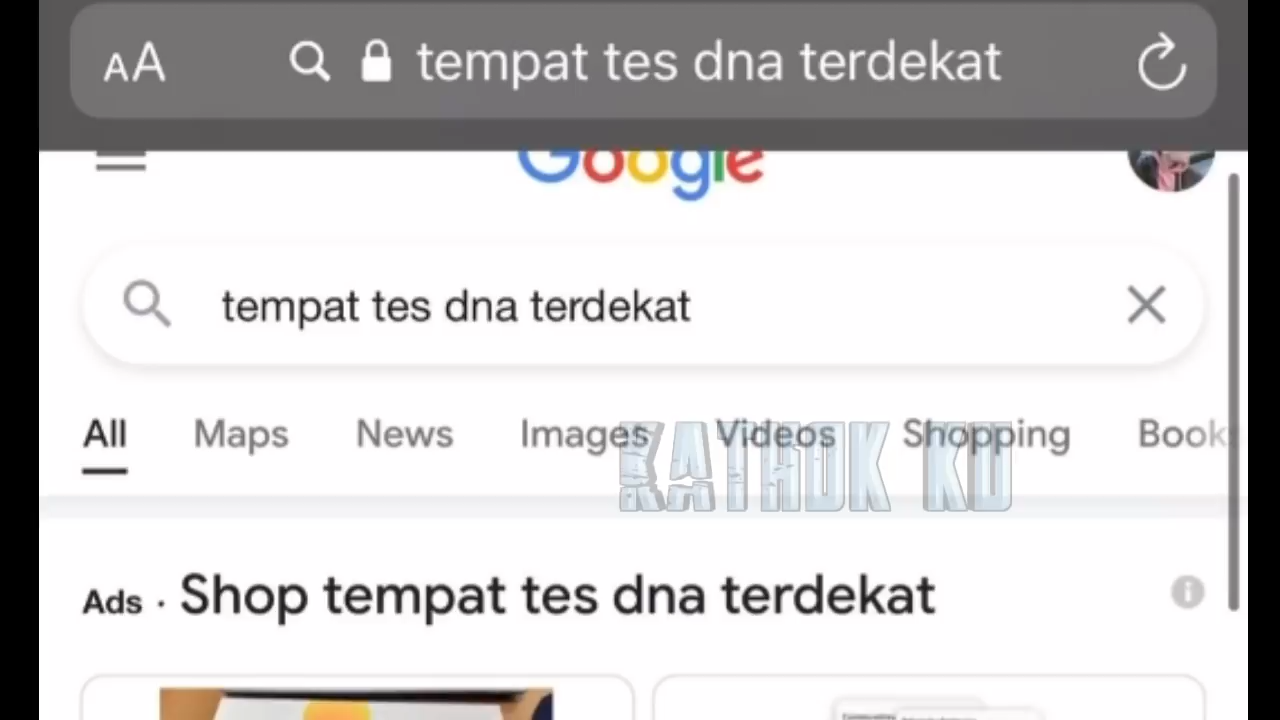 AA tempat tes dna terdekat
Google
tempat tes dna terdekat
All Maps News Images Videos Shopping Book
KATHOK KU
Ads · Shop tempat tes dna terdekat